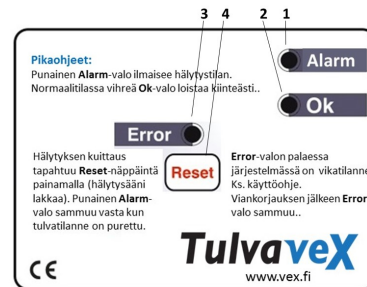 3 4 2 1
Pikaohjeet:
Punainen Alarm-valo ilmaisee hälytystilan.
Normaalitilassa vihreä Ok-valo loistaa kiinteästi..
Alarm
Ok
Error
Reset
Hälytyksen kuittaus
tapahtuu Reset-näppäintä
painamalla (hälytysääni
lakkaa). Punainen Alarm-
valo sammuu vasta kun
tulvatilanne on purettu.
Error-valon palaessa
järjestelmässä on vikatilanne
Ks. käyttöohje.
Viankorjauksen jälkeen Error
valo sammuu..
Tulvavex
www.vex.fi
CE